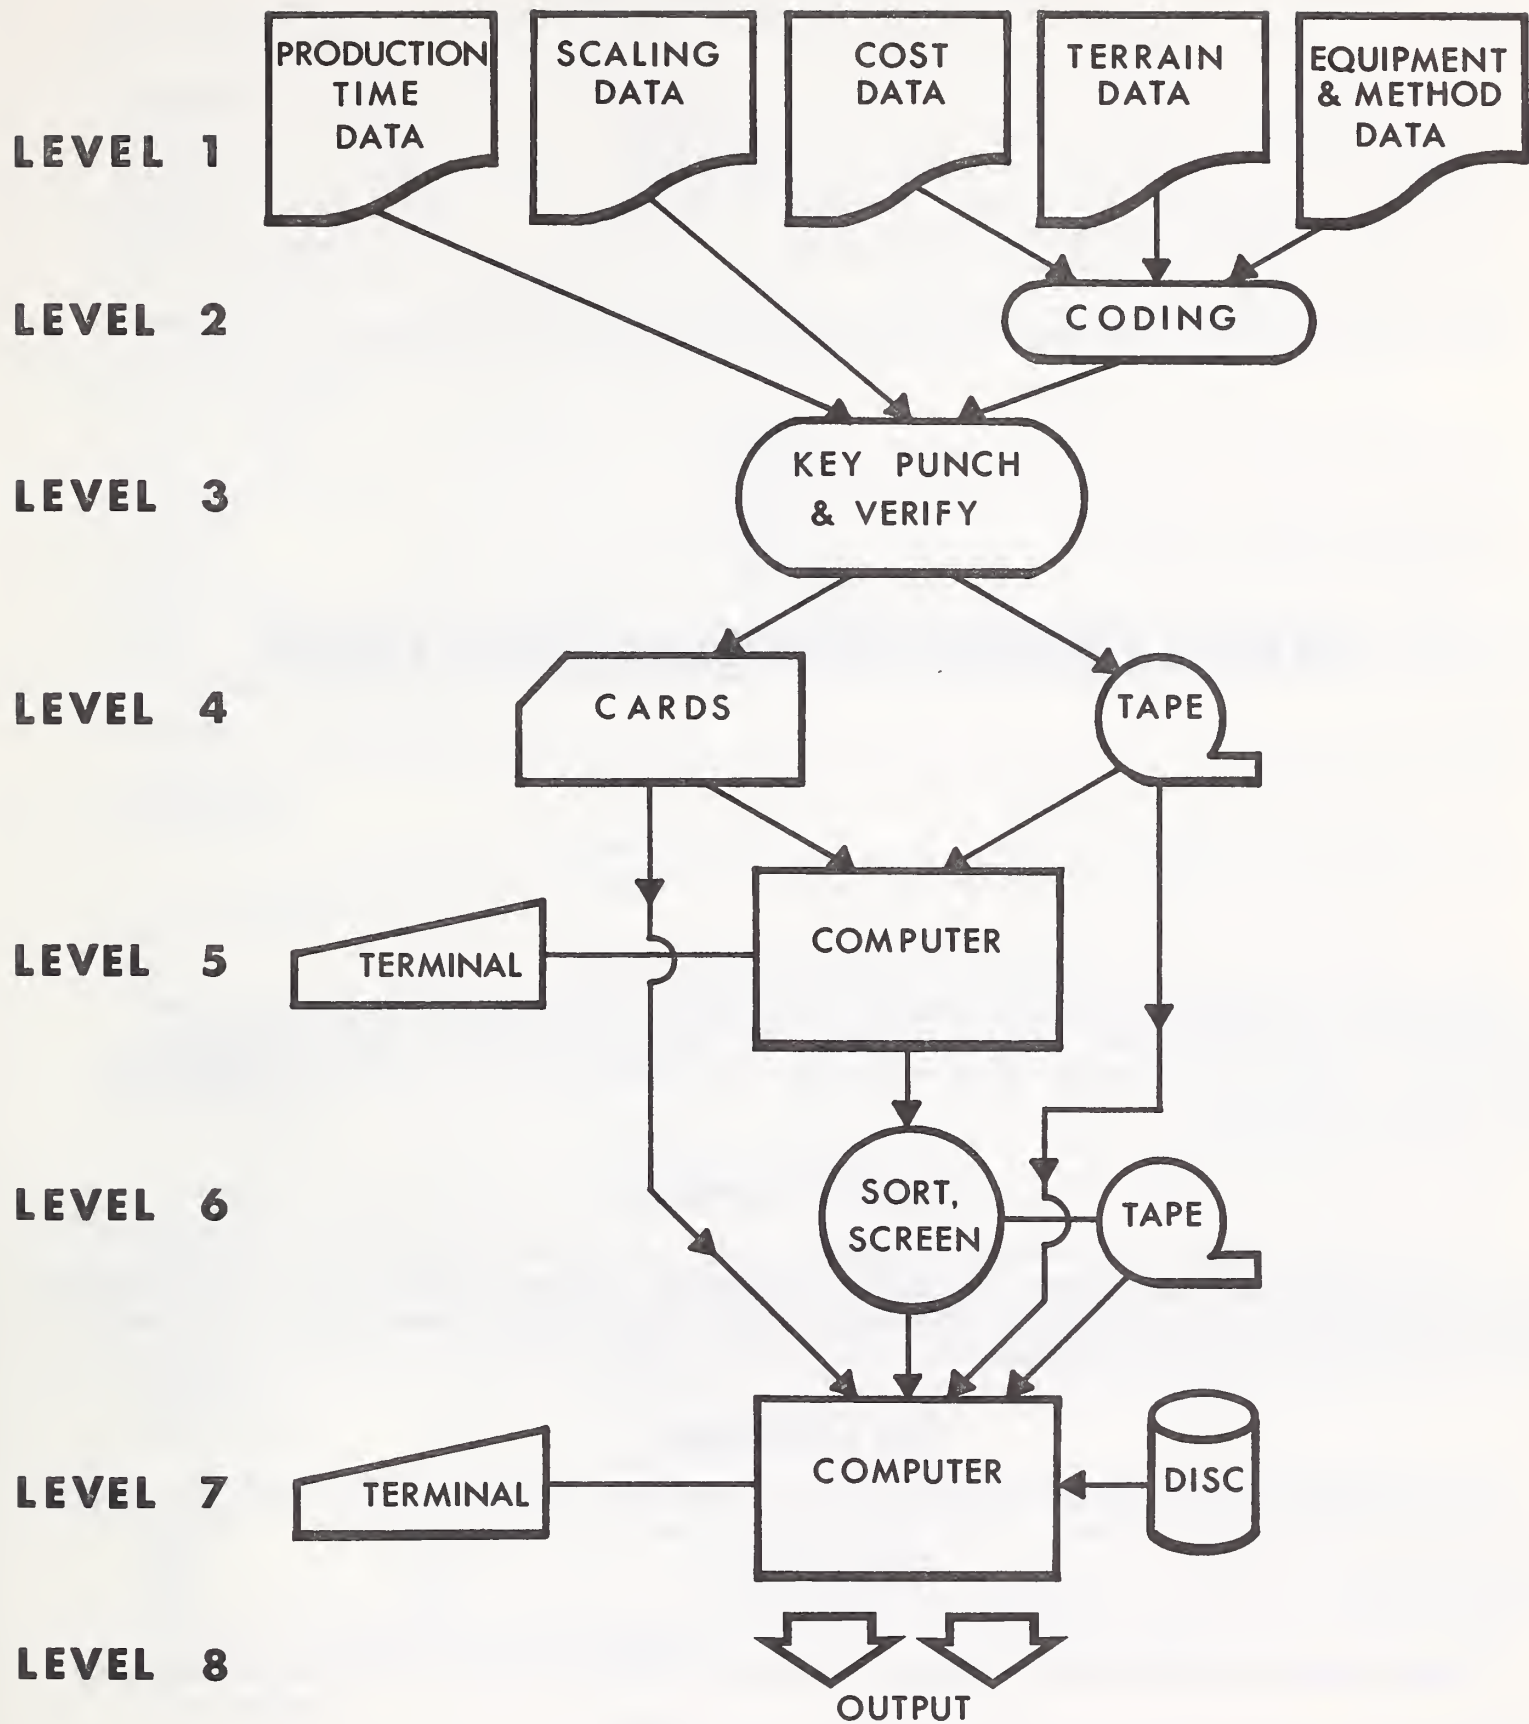 PRODUCTION
TIME
DATA
SCALING
DATA
COST
DATA
TERRAIN
DATA
EQUIPMENT
& METHOD
DATA
LEVEL 1
LEVEL 2
CODING
LEVEL 3
KEY PUNCH
& VERIFY
LEVEL 4
CARDS
TAPE
LEVEL 5
TERMINAL
COMPUTER
LEVEL 6
SORT,
SCREEN
TAPE
LEVEL 7
TERMINAL
COMPUTER
DISC
LEVEL 8
OUTPUT